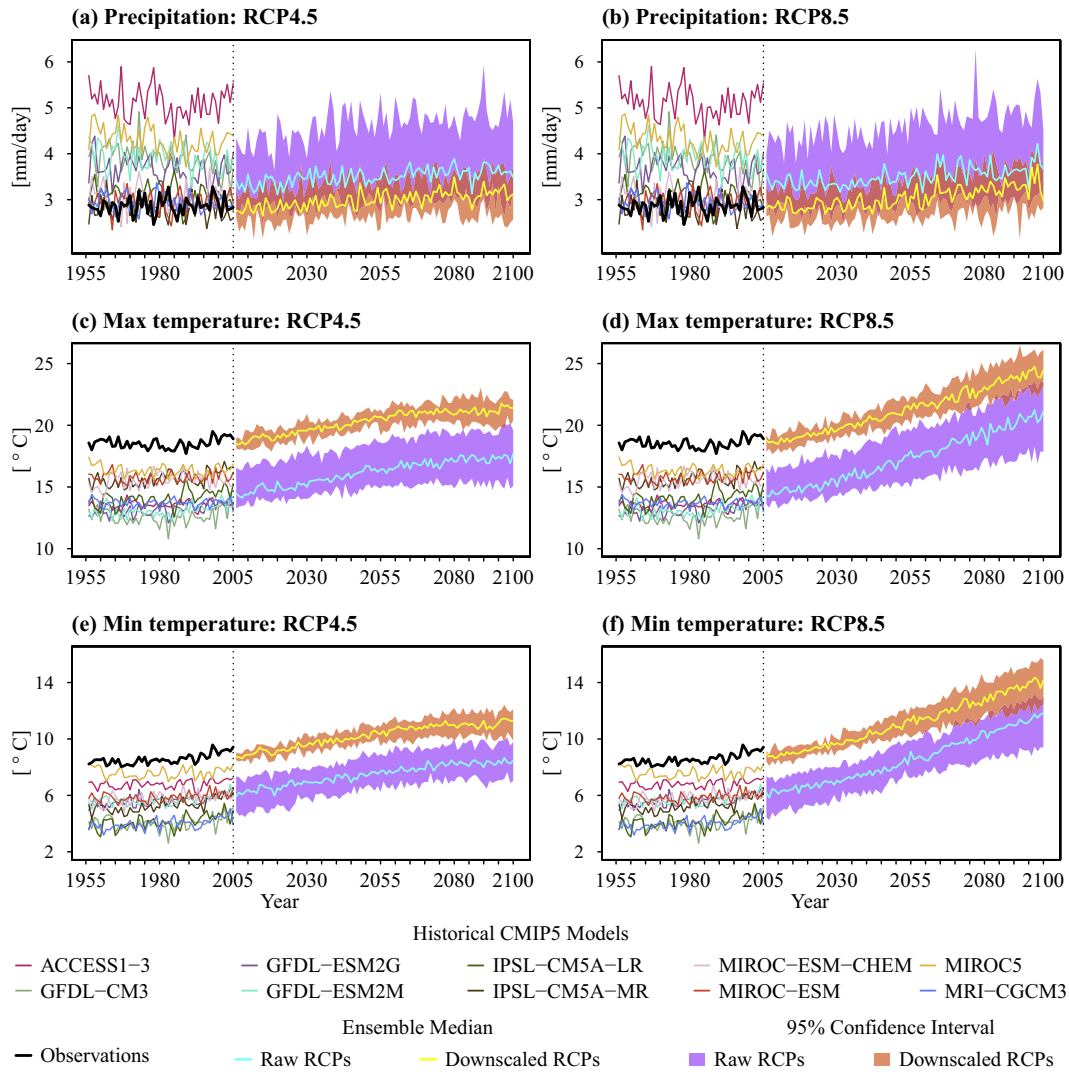 (a) Precipitation: RCP4.5
(b) Precipitation: RCP8.5
[mm/day]
6
5
4
3
1955 1980 2005 2030 2055 2080 2100
[mm/day]
6
5
4
3
1955 1980 2005 2030 2055 2080 2100
(c) Max temperature: RCP4.5
(d) Max temperature: RCP8.5
[ ° C]
25
20
15
10
1955 1980 2005 2030 2055 2080 2100
[ ° C]
25
20
15
10
1955 1980 2005 2030 2055 2080 2100
(e) Min temperature: RCP4.5
(f) Min temperature: RCP8.5
[ ° C]
14
10
6
2
1955 1980 2005 2030 2055 2080 2100
Year
[ ° C]
14
10
6
2
1955 1980 2005 2030 2055 2080 2100
Year
Historical CMIP5 Models
ACCESS1−3 GFDL−ESM2G IPSL−CM5A−LR MIROC−ESM−CHEM MIROC5
GFDL−CM3 GFDL−ESM2M IPSL−CM5A−MR MIROC−ESM MRI−CGCM3
Ensemble Median 95% Confidence Interval
Observations Raw RCPs Downscaled RCPs Raw RCPs Downscaled RCPs